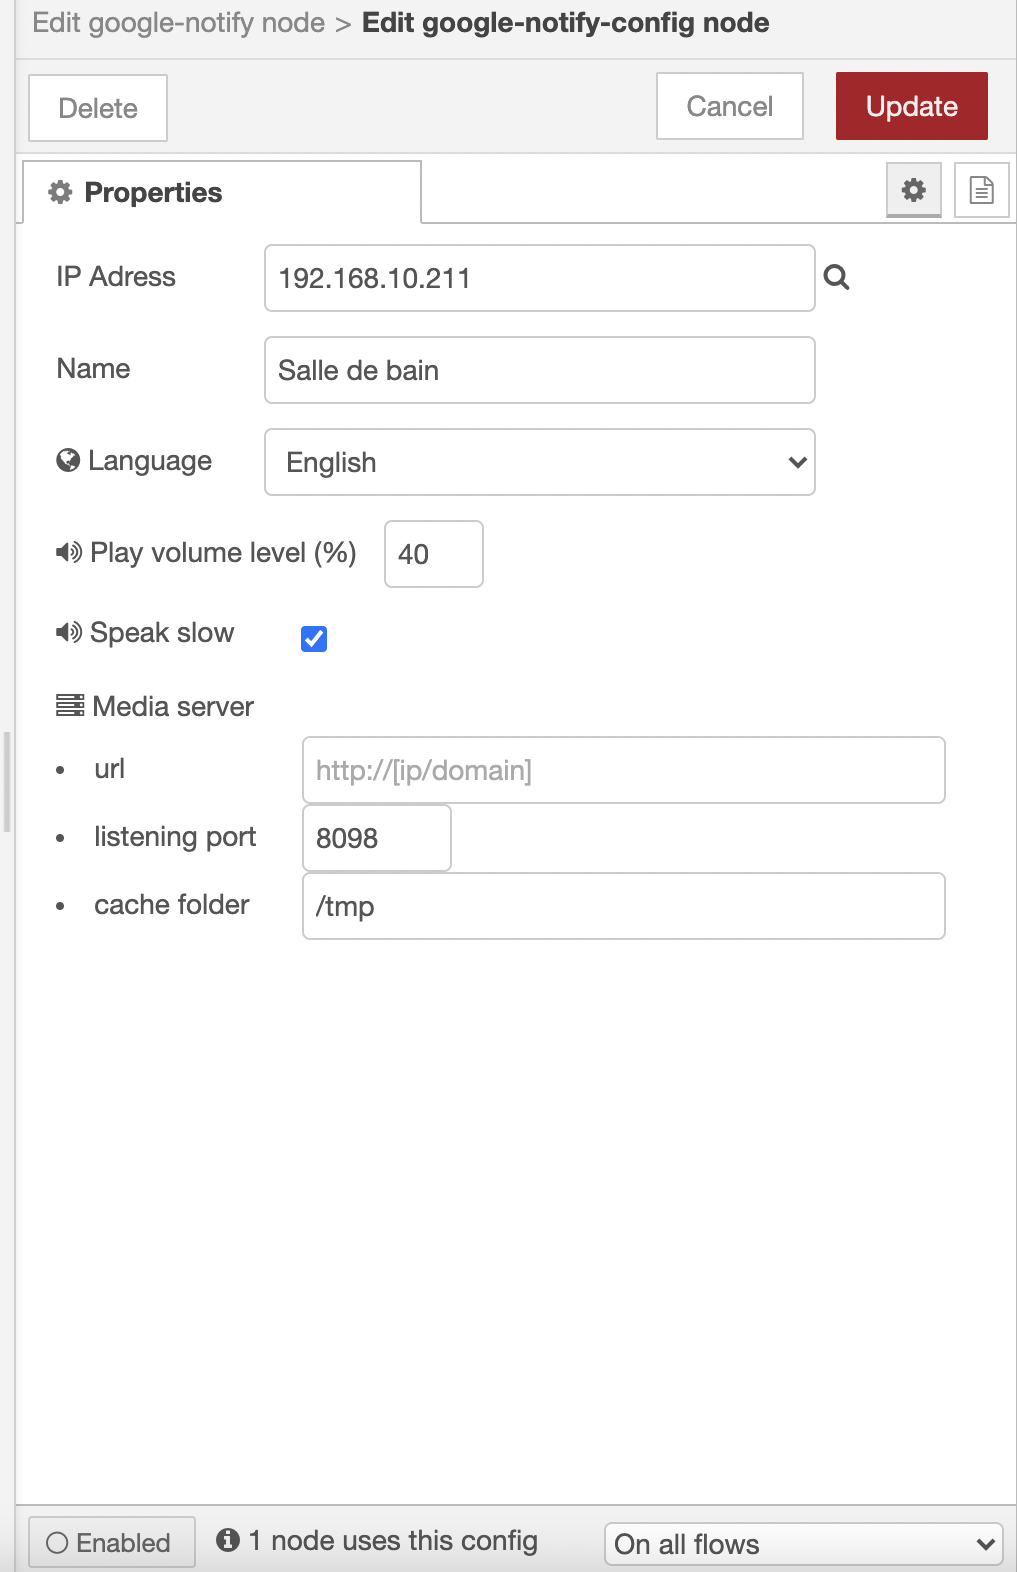 Edit google-notify node > Edit google-notify-config node
Delete
Cancel
Update
Properties
IP Adress
192.168.10.211
Name
Salle de bain
Language
English
Play volume level (%)
40
Speak slow
Media server
• url
http://[ip/domain]
• listening port
8098
• cache folder
/tmp
Enabled
1 node uses this config
On all flows